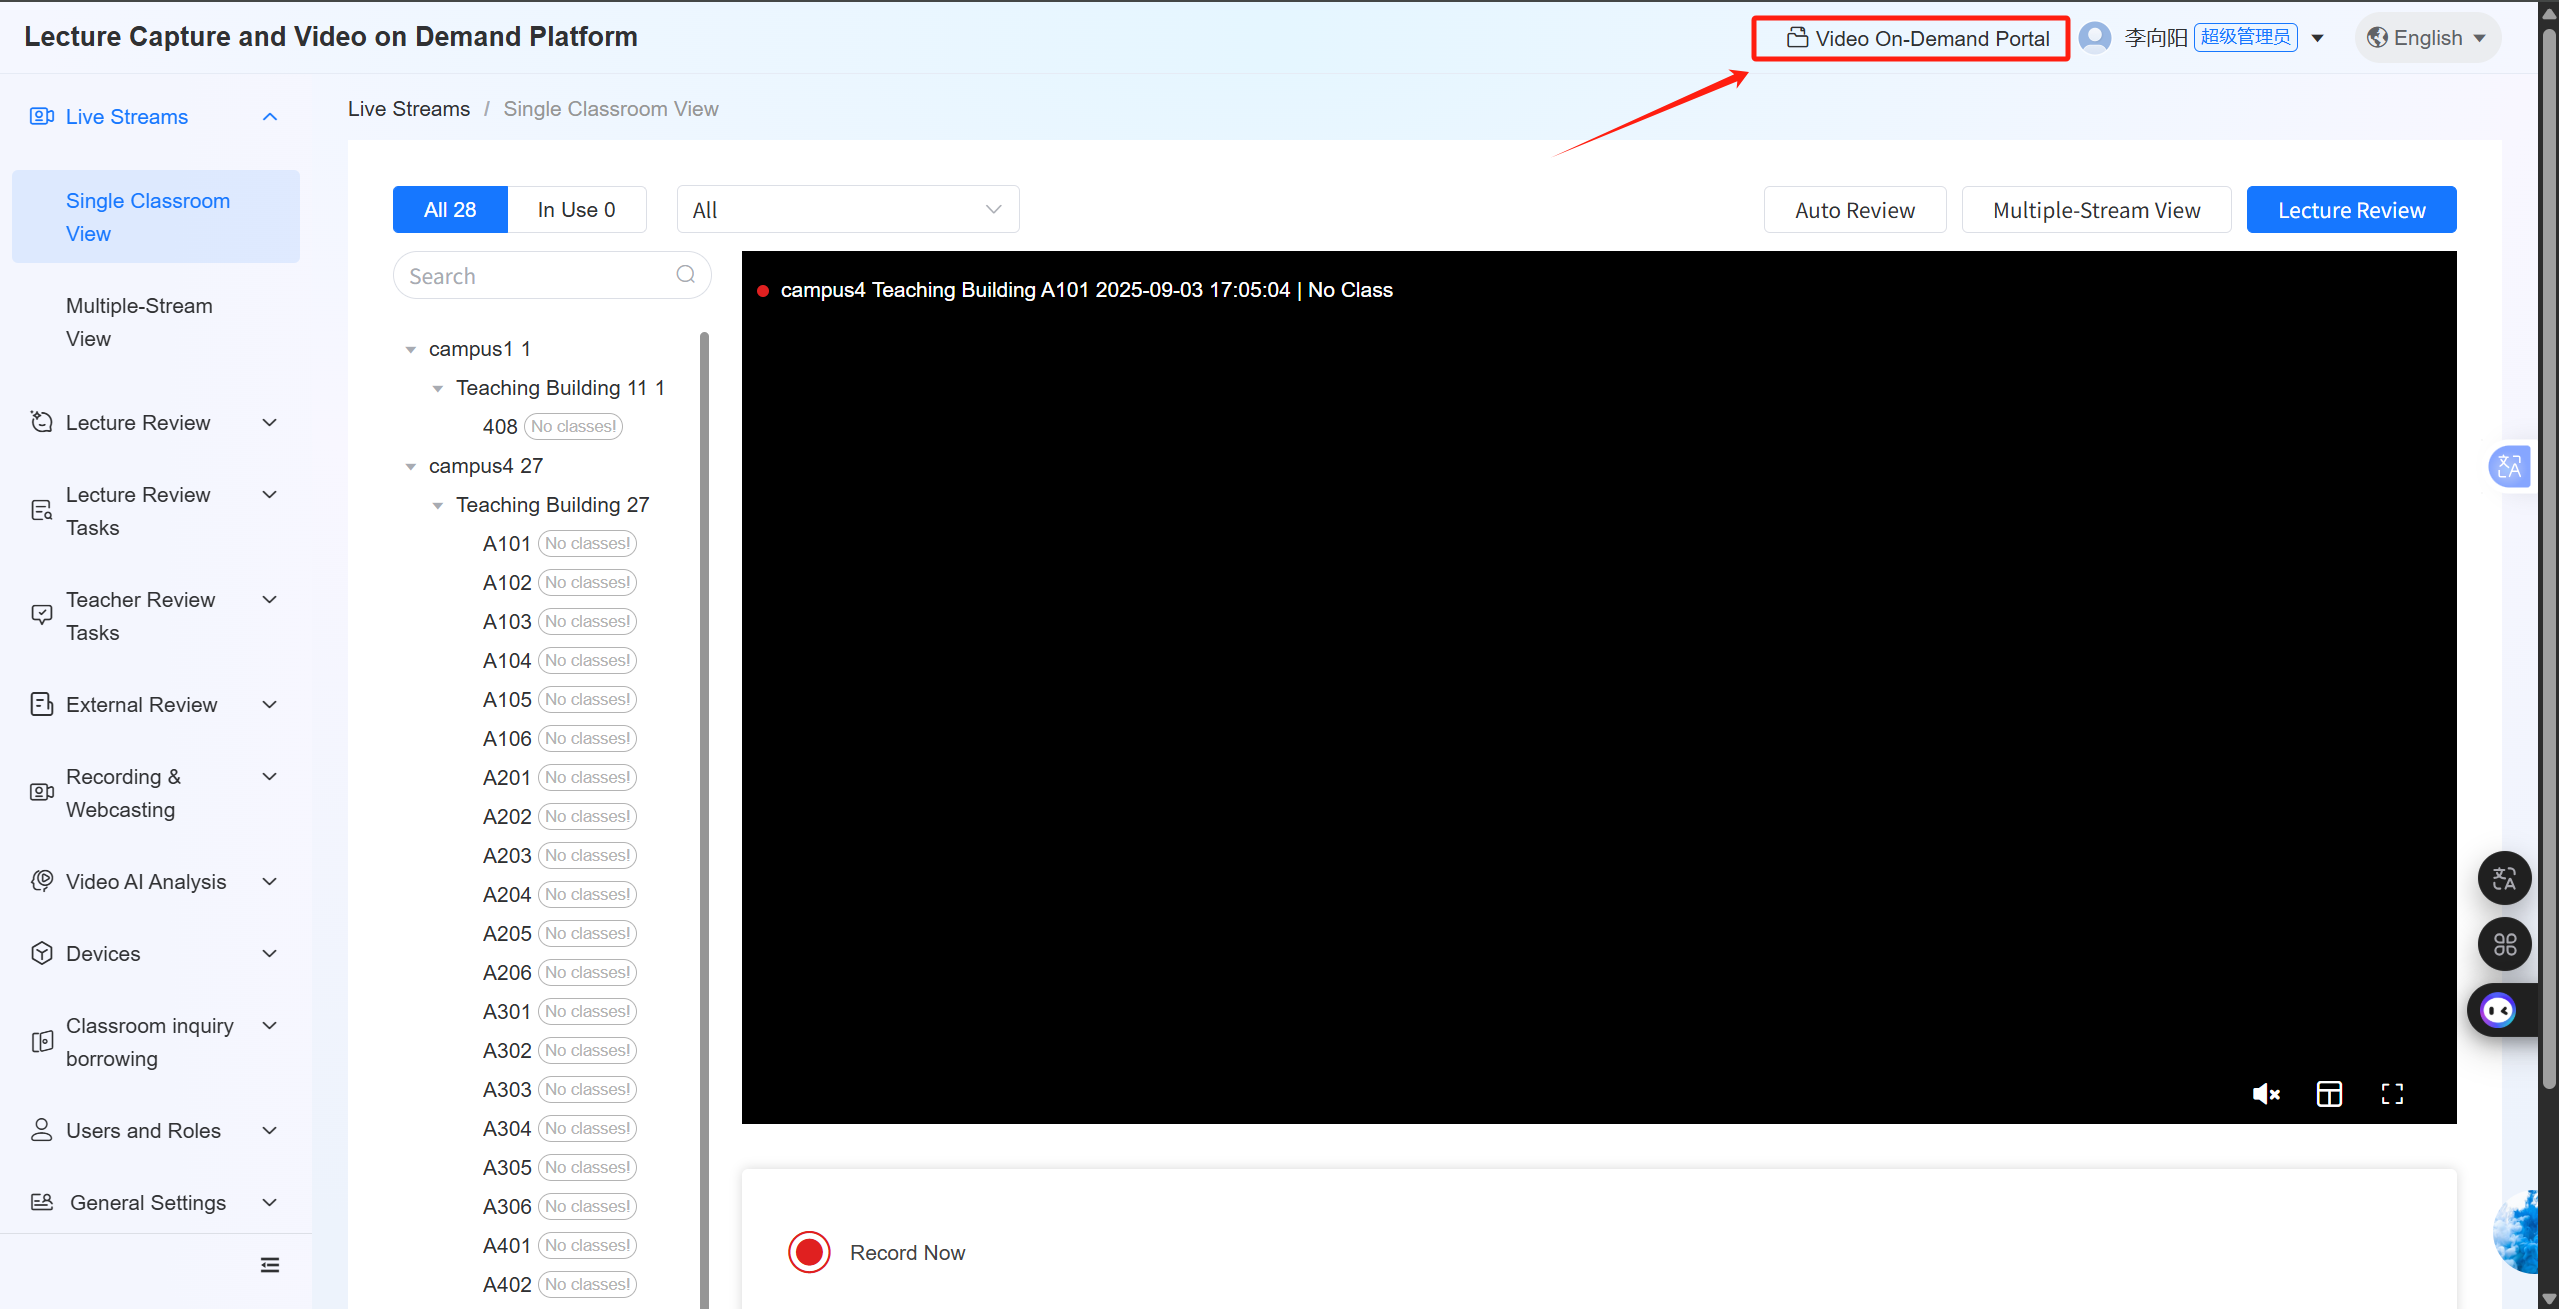 Lecture Capture and Video on Demand Platform
Video On-Demand Portal
李向阳 超级管理员
English
Live Streams
Single Classroom
View
Multiple-Stream
View
Lecture Review
Lecture Review
Tasks
Teacher Review
Tasks
External Review
Recording &
Webcasting
Video AI Analysis
Devices
Classroom inquiry
borrowing
Users and Roles
General Settings
Live Streams / Single Classroom View
All 28
In Use 0
All
Auto Review
Multiple-Stream View
Lecture Review
Search
campus1 1
Teaching Building 11 1
408 No classes!
campus4 27
Teaching Building 27
A101 No classes!
A102 No classes!
A103 No classes!
A104 No classes!
A105 No classes!
A106 No classes!
A201 No classes!
A202 No classes!
A203 No classes!
A204 No classes!
A205 No classes!
A206 No classes!
A301 No classes!
A302 No classes!
A303 No classes!
A304 No classes!
A305 No classes!
A306 No classes!
A401 No classes!
A402 No classes!
campus4 Teaching Building A101 2025-09-03 17:05:04 | No Class
Record Now